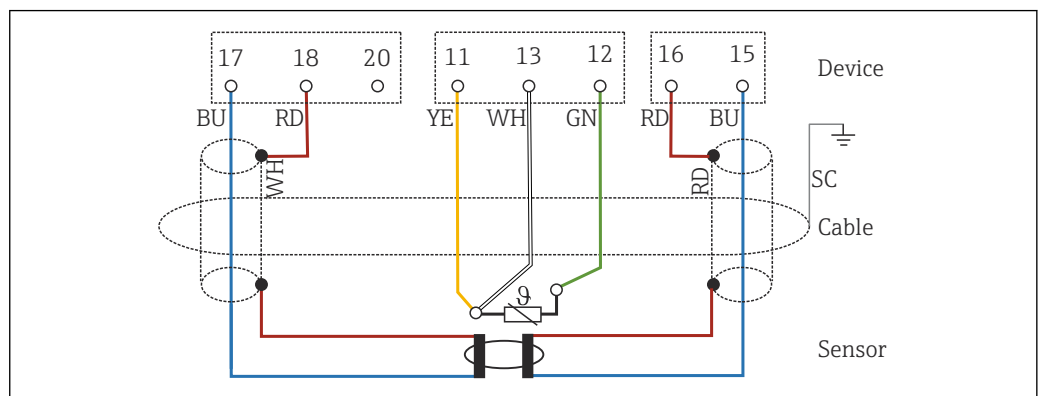 17 18 20 11 13 12 16 15
Device
BU RD YE WH GN RD BU
WH RD SC
Cable
ϑ
Sensor